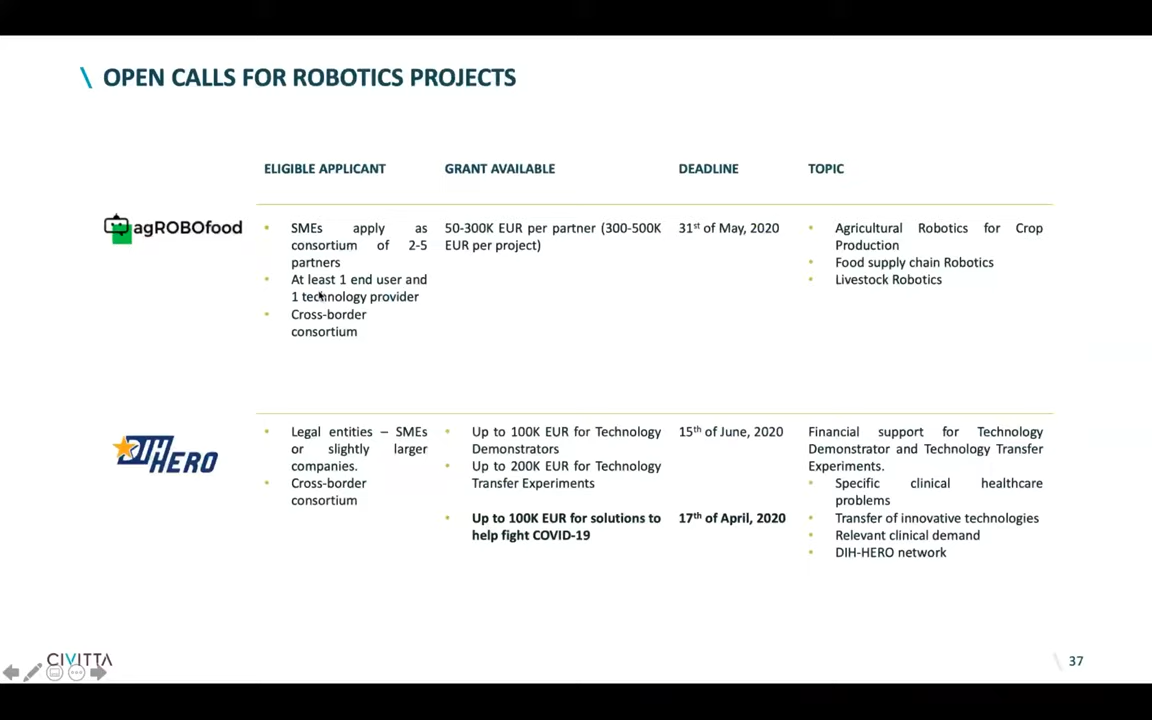 \ OPEN CALLS FOR ROBOTICS PROJECTS
ELIGIBLE APPLICANT GRANT AVAILABLE DEADLINE TOPIC
agROBOfood
• SMEs apply as
consortium of 2-5
partners
• At least 1 end user and
1 technology provider
• Cross-border
consortium
50-300K EUR per partner (300-500K
EUR per project)
31st of May, 2020
• Agricultural Robotics for Crop
Production
• Food supply chain Robotics
• Livestock Robotics
DIH HERO
• Legal entities – SMEs
or slightly larger
companies.
• Cross-border
consortium
• Up to 100K EUR for Technology
Demonstrators
• Up to 200K EUR for Technology
Transfer Experiments
• Up to 100K EUR for solutions to
help fight COVID-19
15th of June, 2020
17th of April, 2020
Financial support for Technology
Demonstrator and Technology Transfer
Experiments.
• Specific clinical healthcare
problems
• Transfer of innovative technologies
• Relevant clinical demand
• DIH-HERO network
CIVITTA
\ 37